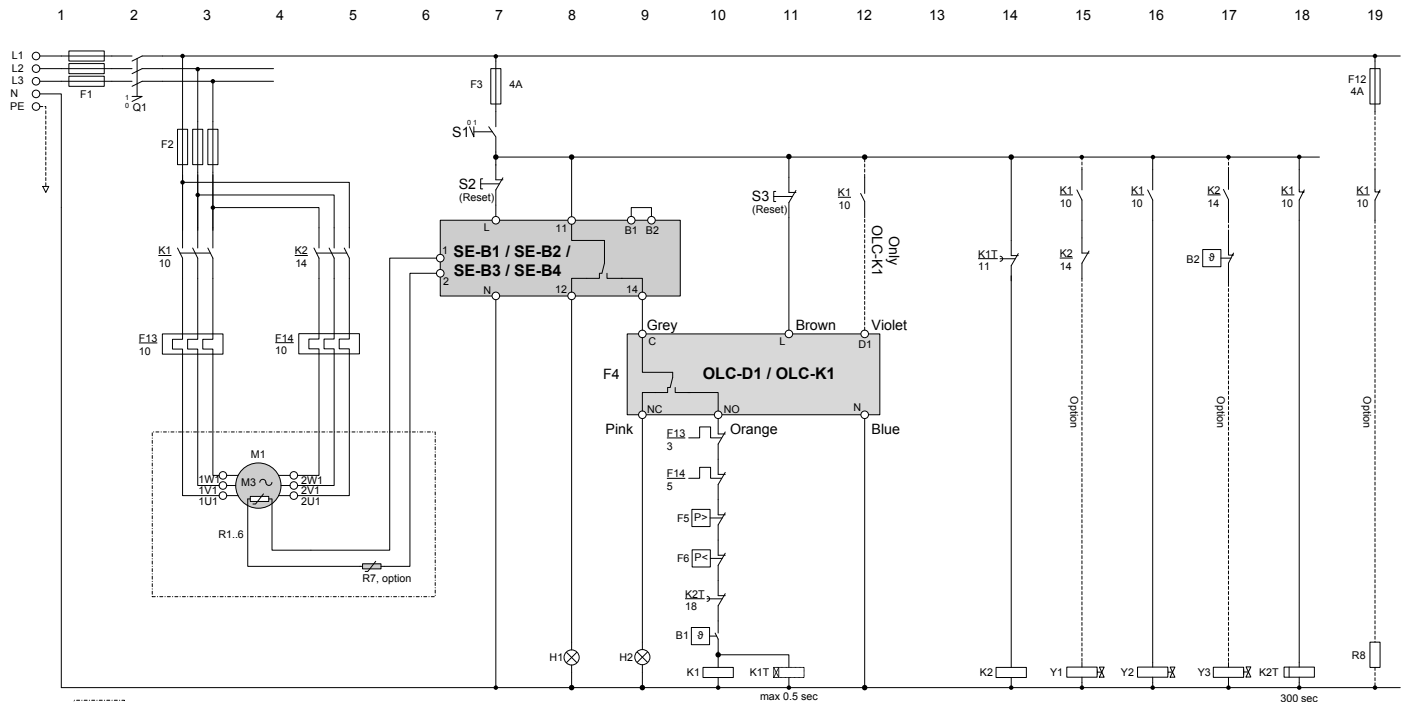 1 2 3 4 5 6 7 8 9 10 11 12 13 14 15 16 17 18 19
L1
L2
L3
N
PE
F1
1
0 Q1
F2
F3 4A
F12
4A
S1 0 1
S2
(Reset)
S3
(Reset)
K1
10
Only
OLC-K1
K1
10
K1
10
K2
14
K1
10
K1
10
L 11 B1 B2
1
2
SE-B1 / SE-B2 /
SE-B3 / SE-B4
N 12 14
K1
10
K2
14
K1T
11
K2
14
B2 ϑ
Grey Brown Violet
C L D1
F4
OLC-D1 / OLC-K1
NC NO N
Pink Orange Blue
F13
10
F14
10
F13
3
F14
5
F5 P>
F6 P<
K2T
18
B1 ϑ
Option
Option
Option
M1
M3
1W1
1V1
1U1
2W1
2V1
2U1
R1..6
R7, option
H1 H2 K1 K1T K2 Y1 Y2 Y3 K2T R8
max 0.5 sec
300 sec